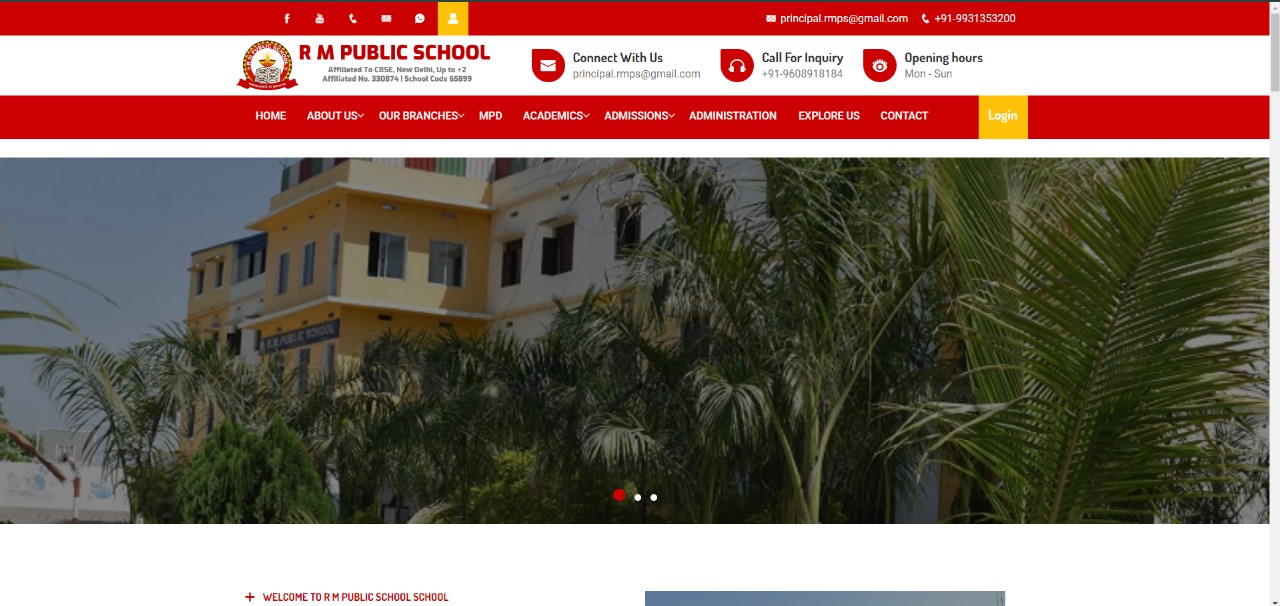 principal.rmps@gmail.com +91-9931353200
R M PUBLIC SCHOOL
Affiliated To CBSE, New Delhi, Up to +2
Affiliated No. 330874 | School Code 65899
Connect With Us
principal.rmps@gmail.com
Call For Inquiry
+91-9608918184
Opening hours
Mon - Sun
HOME ABOUT US OUR BRANCHES MPD ACADEMICS ADMISSIONS ADMINISTRATION EXPLORE US CONTACT Login
R.M.PUBLIC SCHOOL
WELCOME TO R M PUBLIC SCHOOL SCHOOL